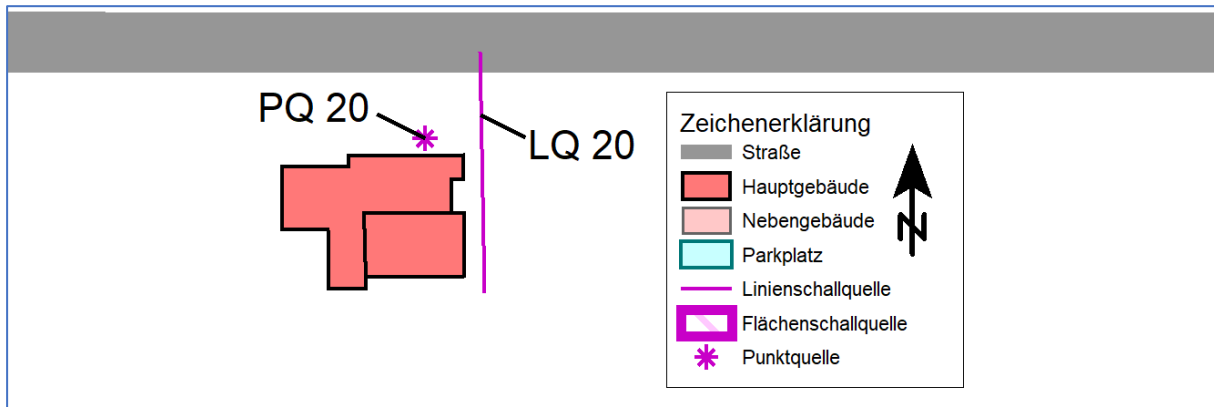 PQ 20
LQ 20
Zeichenerklärung
Straße
Hauptgebäude
Nebengebäude
Parkplatz
Linienschallquelle
Flächenschallquelle
Punktquelle
N